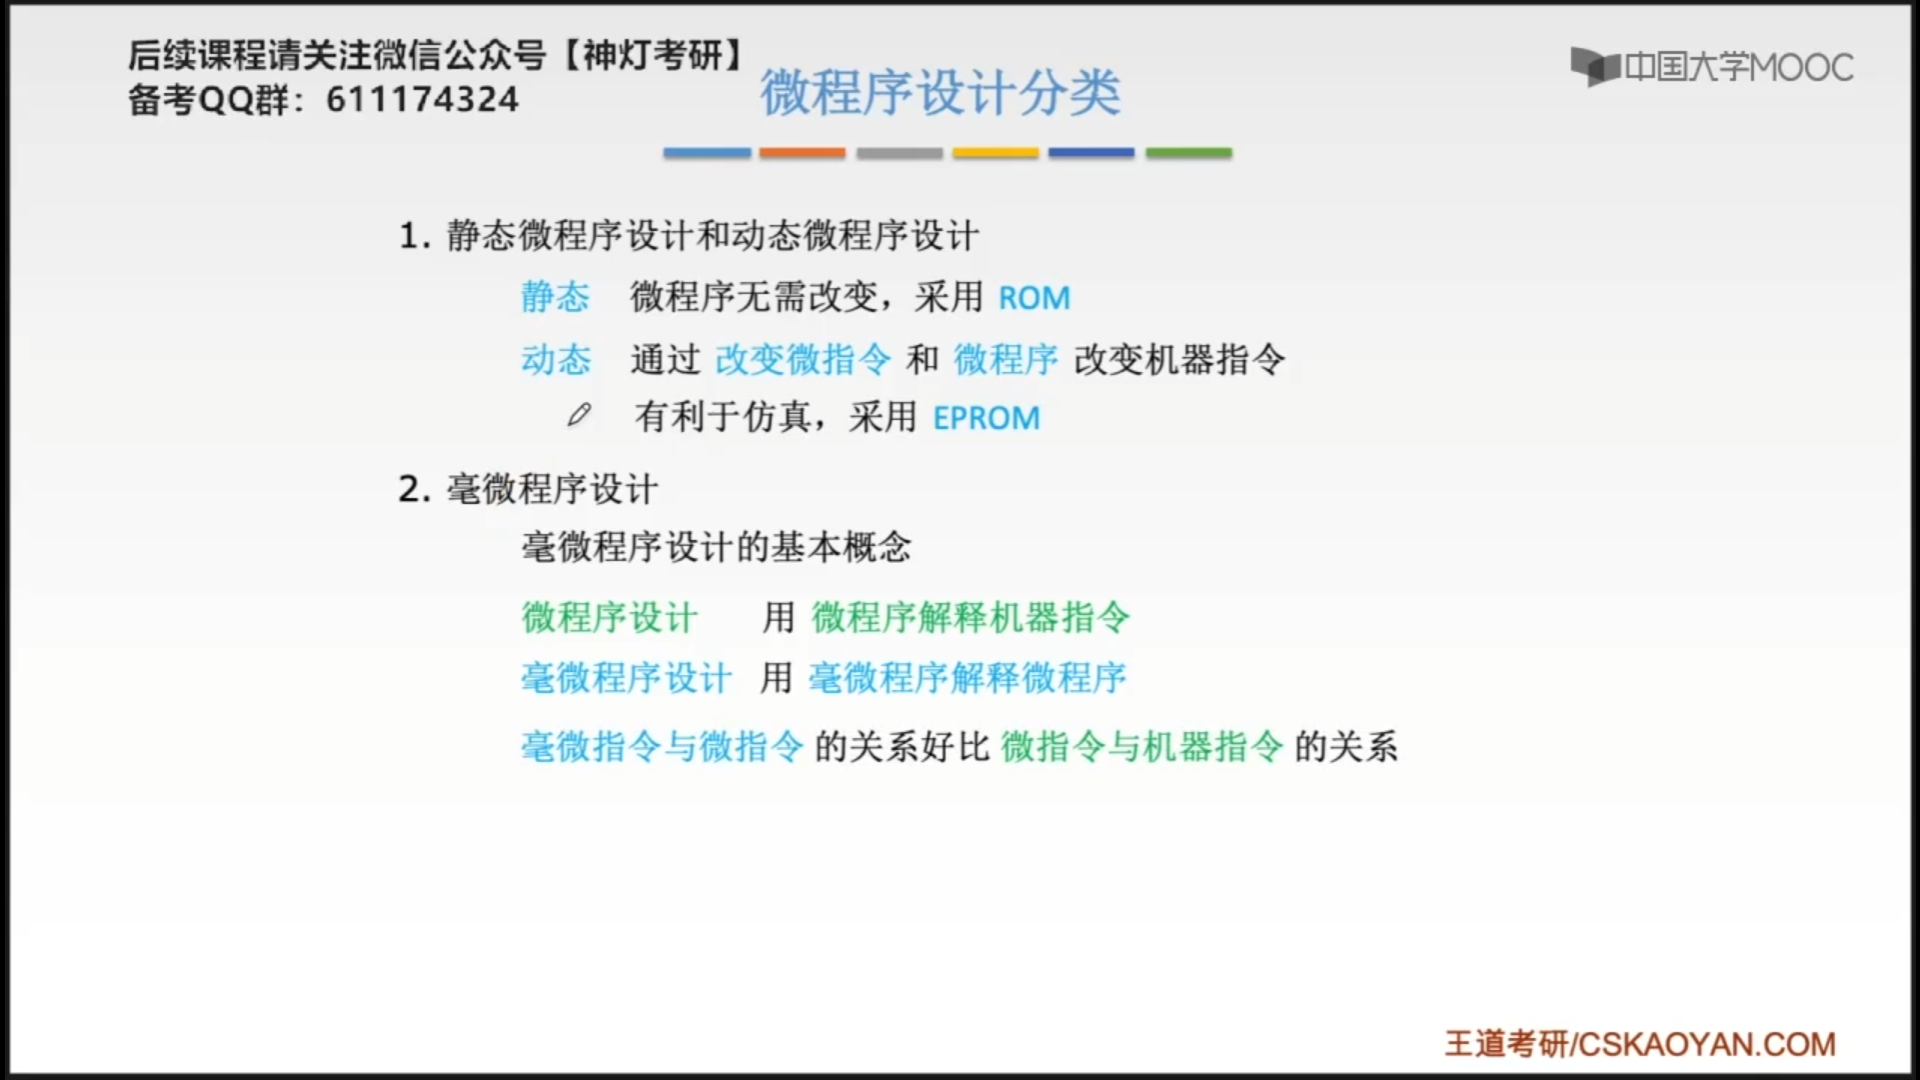 后续课程请关注微信公众号【神灯考研】
备考QQ群：611174324
微程序设计分类
中国大学MOOC
1. 静态微程序设计和动态微程序设计
静态 微程序无需改变，采用 ROM
动态 通过 改变微指令 和 微程序 改变机器指令
有利于仿真，采用 EPROM
2. 毫微程序设计
毫微程序设计的基本概念
微程序设计 用 微程序解释机器指令
毫微程序设计 用 毫微程序解释微程序
毫微指令与微指令 的关系好比 微指令与机器指令 的关系
王道考研/CSKAOYAN.COM